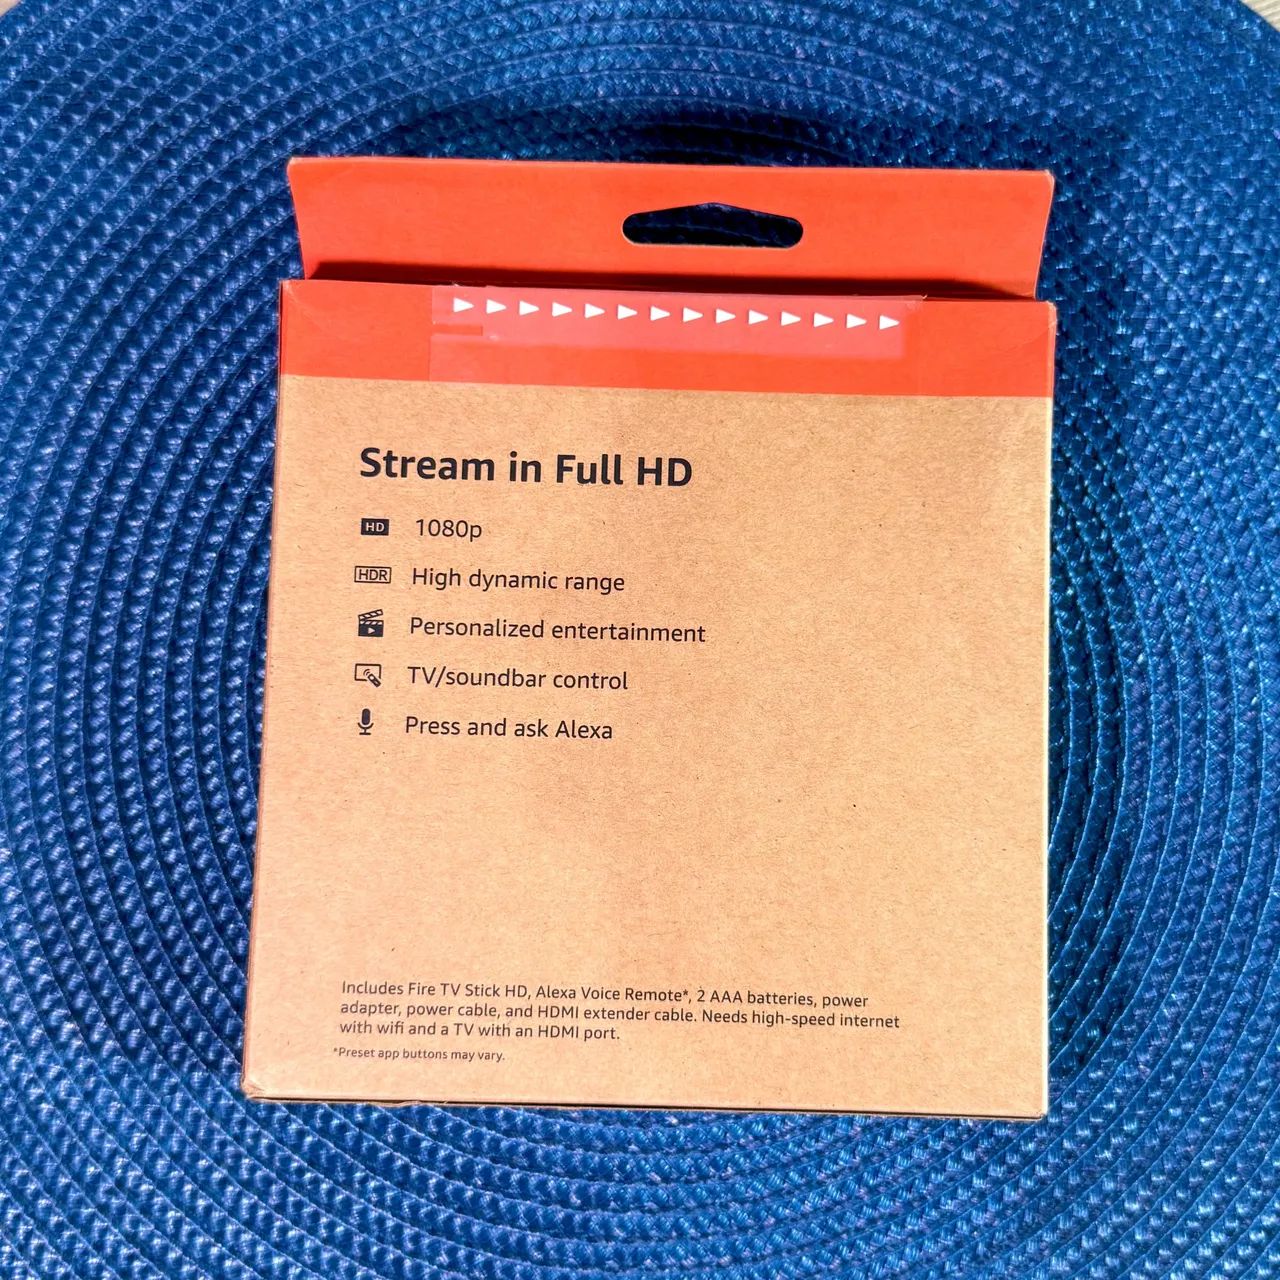 Stream in Full HD
HD 1080p
HDR High dynamic range
Personalized entertainment
TV/soundbar control
Press and ask Alexa
Includes Fire TV Stick HD, Alexa Voice Remote*, 2 AAA batteries, power
adapter, power cable, and HDMI extender cable. Needs high-speed internet
with wifi and a TV with an HDMI port.
*Preset app buttons may vary.